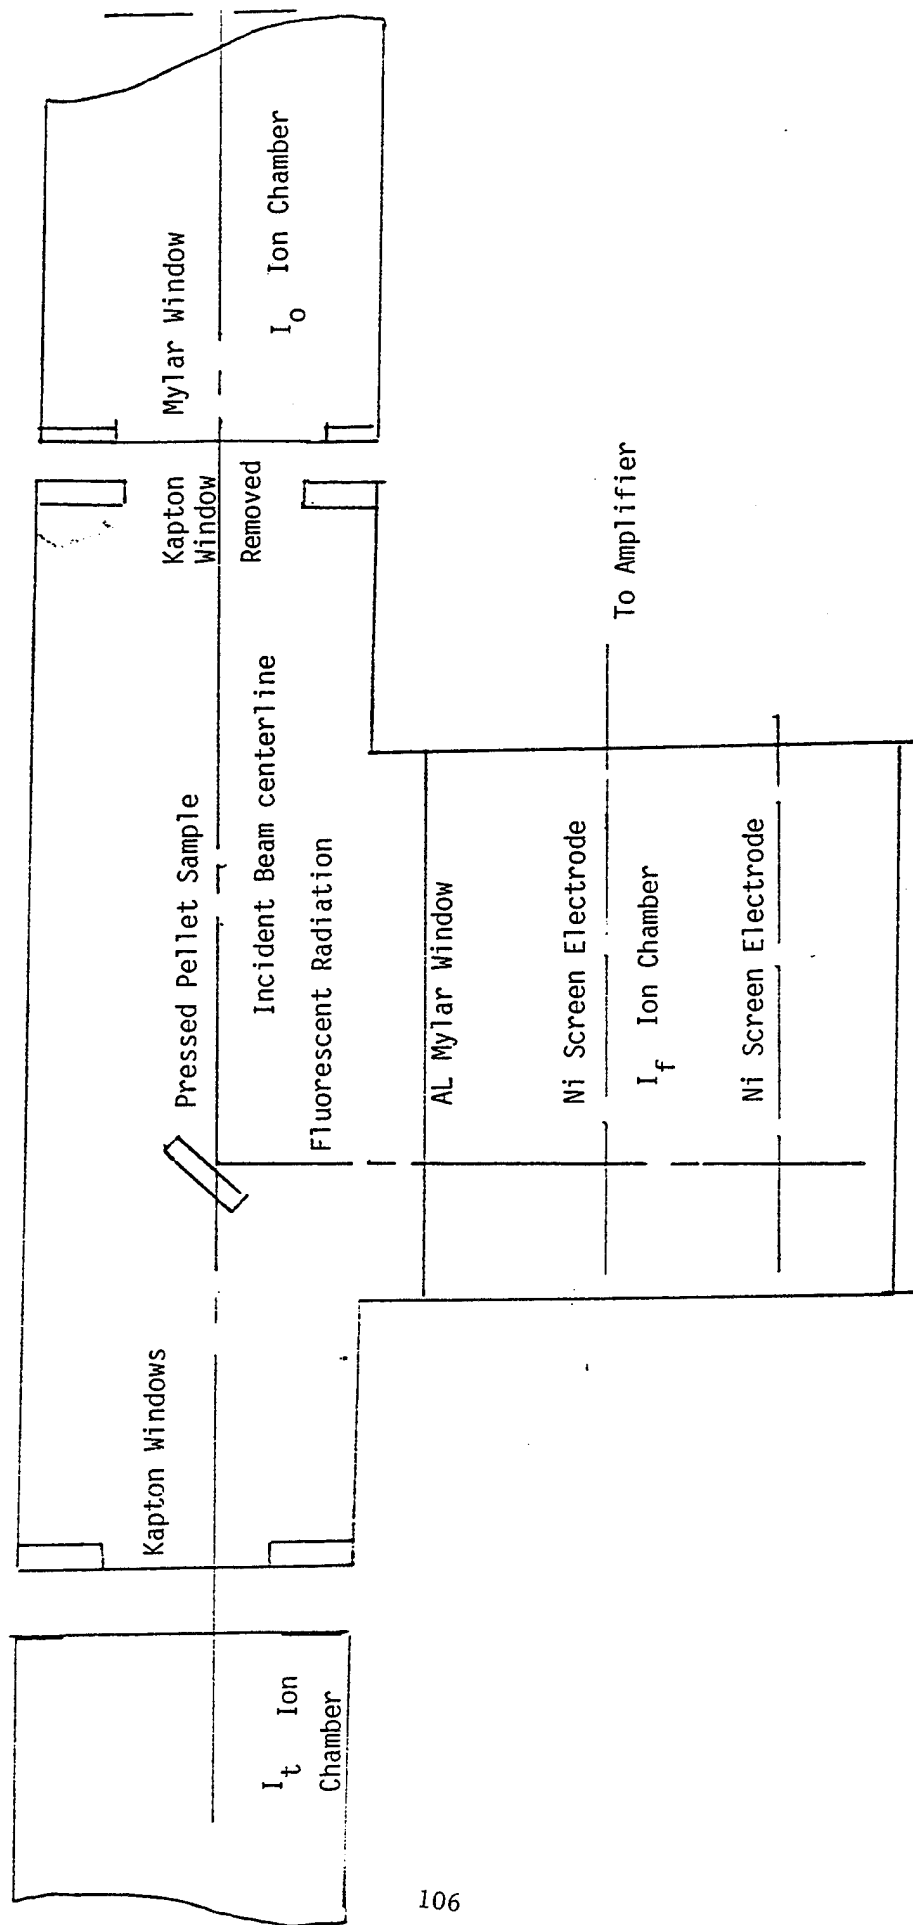 Kapton Windows
I_t Ion
Chamber
Pressed Pellet Sample
Incident Beam centerline
Fluorescent Radiation
Kapton
Window
Removed
Mylar Window
I_o Ion Chamber
AL Mylar Window
Ni Screen Electrode
I_f Ion Chamber
Ni Screen Electrode
To Amplifier
106